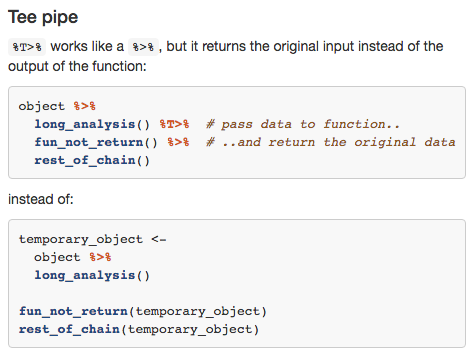 Tee pipe
%T>% works like a %>% , but it returns the original input instead of the
output of the function:
object %>%
  long_analysis() %T>%  # pass data to function..
  fun_not_return() %>%  # ..and return the original data
  rest_of_chain()
instead of:
temporary_object <-
  object %>%
  long_analysis()
fun_not_return(temporary_object)
rest_of_chain(temporary_object)